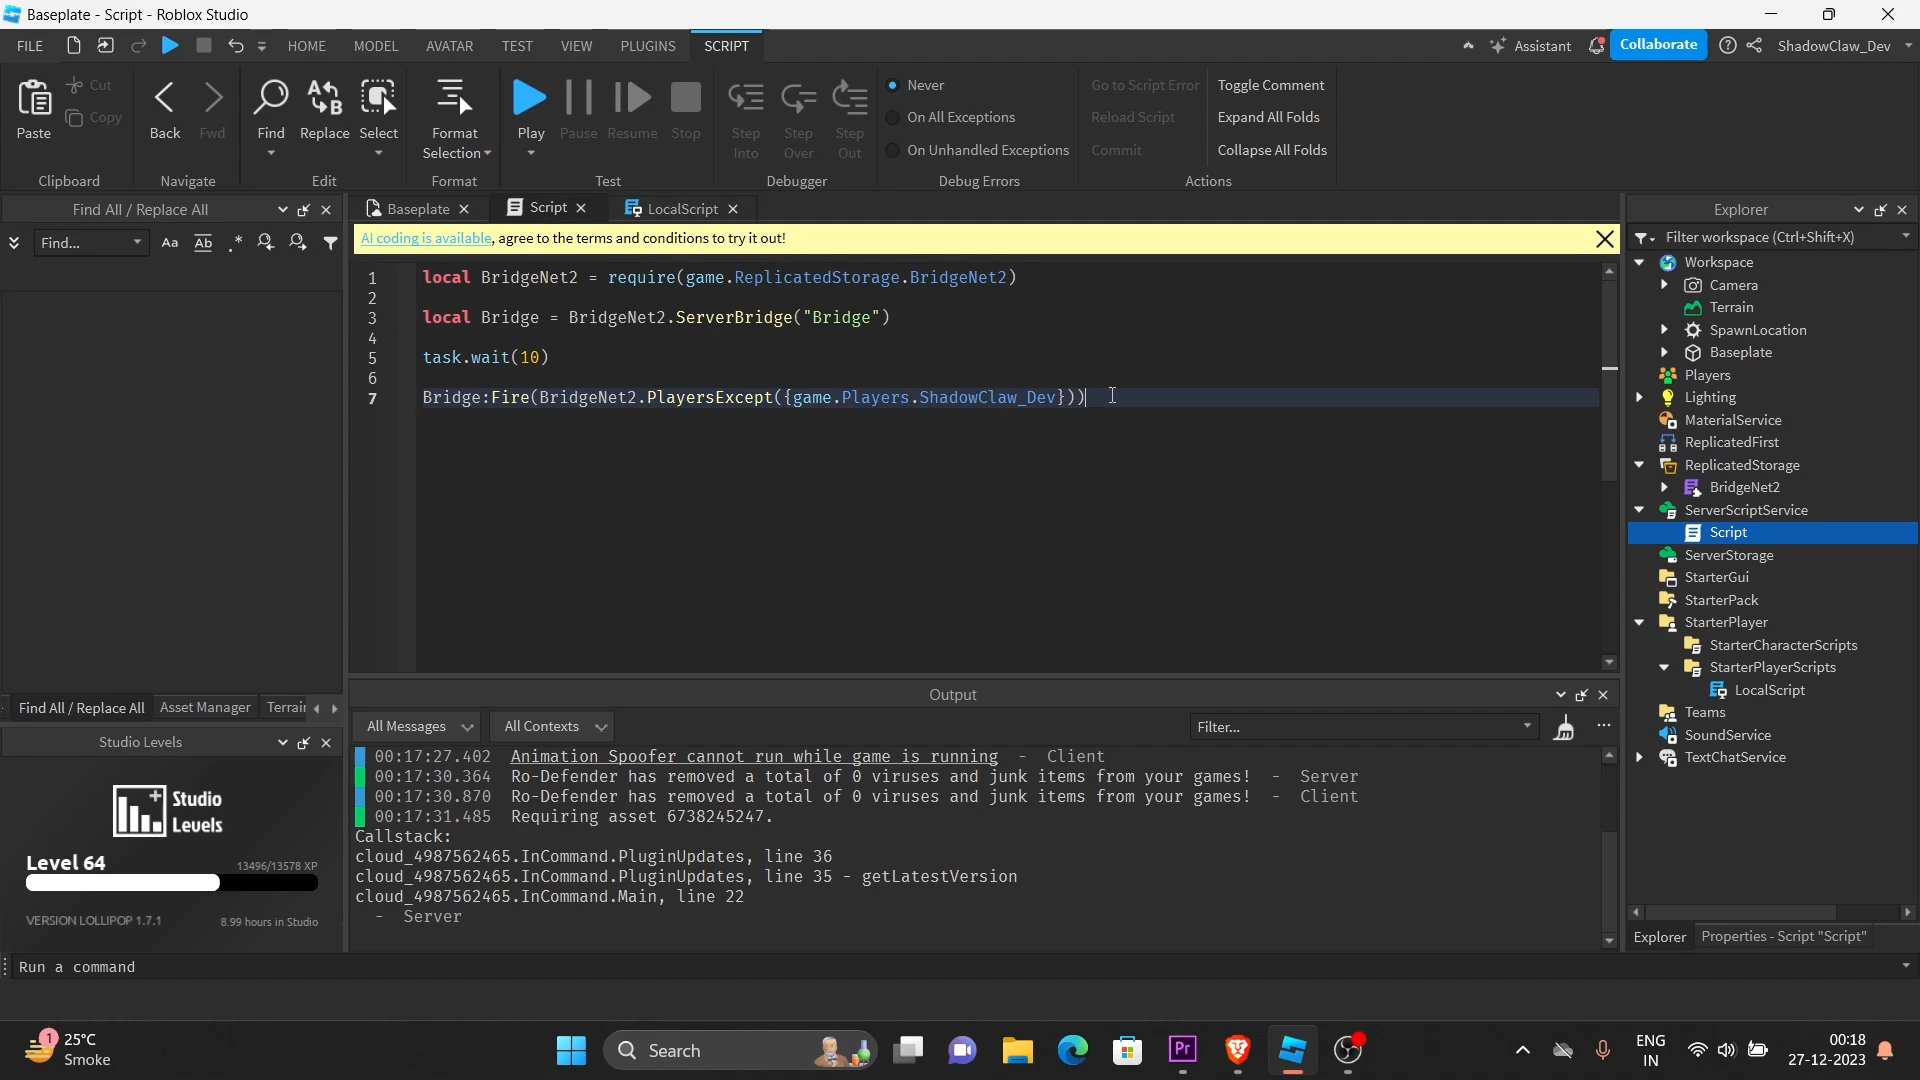 Baseplate - Script - Roblox Studio
FILE HOME MODEL AVATAR TEST VIEW PLUGINS SCRIPT Assistant Collaborate ShadowClaw_Dev
Paste Cut Copy
Back Fwd
Find Replace Select
Format Selection
Play Pause Resume Stop
Step Into Step Over Step Out
Never
On All Exceptions
On Unhandled Exceptions
Go to Script Error
Reload Script
Commit
Toggle Comment
Expand All Folds
Collapse All Folds
Clipboard Navigate Edit Format Test Debugger Debug Errors Actions
Find All / Replace All
Find... Aa Ab .*
Baseplate Script LocalScript
AI coding is available, agree to the terms and conditions to try it out!
1 local BridgeNet2 = require(game.ReplicatedStorage.BridgeNet2)
2
3 local Bridge = BridgeNet2.ServerBridge("Bridge")
4
5 task.wait(10)
6
7 Bridge:Fire(BridgeNet2.PlayersExcept({game.Players.ShadowClaw_Dev}))
Explorer
Filter workspace (Ctrl+Shift+X)
Workspace
Camera
Terrain
SpawnLocation
Baseplate
Players
Lighting
MaterialService
ReplicatedFirst
ReplicatedStorage
BridgeNet2
ServerScriptService
Script
ServerStorage
StarterGui
StarterPack
StarterPlayer
StarterCharacterScripts
StarterPlayerScripts
LocalScript
Teams
SoundService
TextChatService
Explorer Properties - Script "Script"
Find All / Replace All Asset Manager Terrain
Studio Levels
Studio
Levels
Level 64 13496/13578 XP
VERSION LOLLIPOP 1.7.1 8.99 hours in Studio
Output
All Messages All Contexts Filter...
00:17:27.402 Animation Spoofer cannot run while game is running - Client
00:17:30.364 Ro-Defender has removed a total of 0 viruses and junk items from your games! - Server
00:17:30.870 Ro-Defender has removed a total of 0 viruses and junk items from your games! - Client
00:17:31.485 Requiring asset 6738245247.
Callstack:
cloud_4987562465.InCommand.PluginUpdates, line 36
cloud_4987562465.InCommand.PluginUpdates, line 35 - getLatestVersion
cloud_4987562465.InCommand.Main, line 22
- Server
Run a command
1 25°C
Smoke
Search
Pr
ENG
IN
00:18
27-12-2023